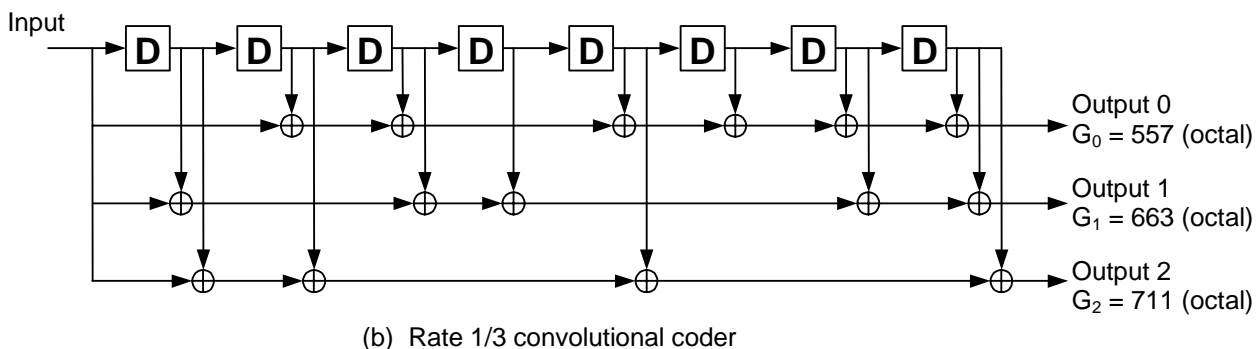 Input
D D D D D D D D
Output 0
G₀ = 557 (octal)
Output 1
G₁ = 663 (octal)
Output 2
G₂ = 711 (octal)
(b) Rate 1/3 convolutional coder